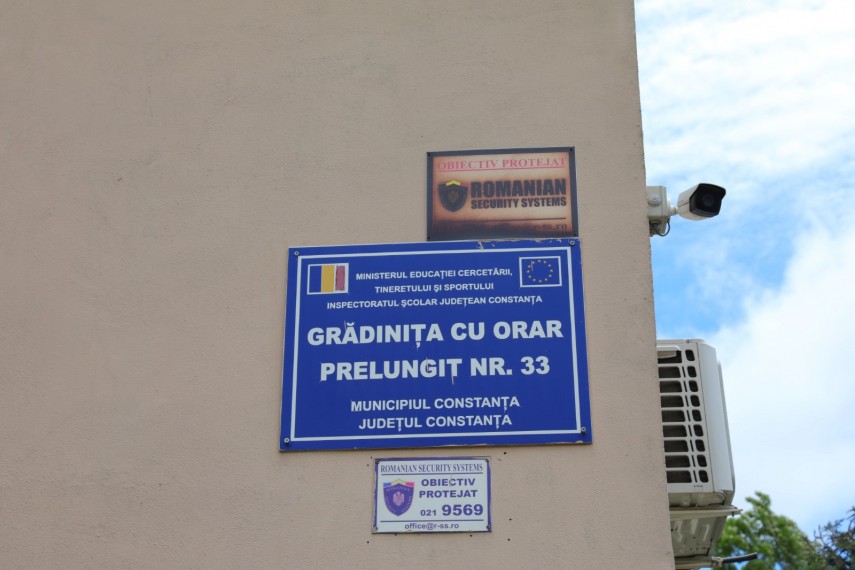 OBIECTIV PROTEJAT
ROMANIAN
SECURITY SYSTEMS
MINISTERUL EDUCAȚIEI CERCETĂRII,
TINERETULUI ȘI SPORTULUI
INSPECTORATUL ȘCOLAR JUDEȚEAN CONSTANȚA
GRĂDINIȚA CU ORAR
PRELUNGIT NR. 33
MUNICIPIUL CONSTANȚA
JUDEȚUL CONSTANȚA
ROMANIAN SECURITY SYSTEMS
OBIECTIV
PROTEJAT
021 9569
office@r-ss.ro